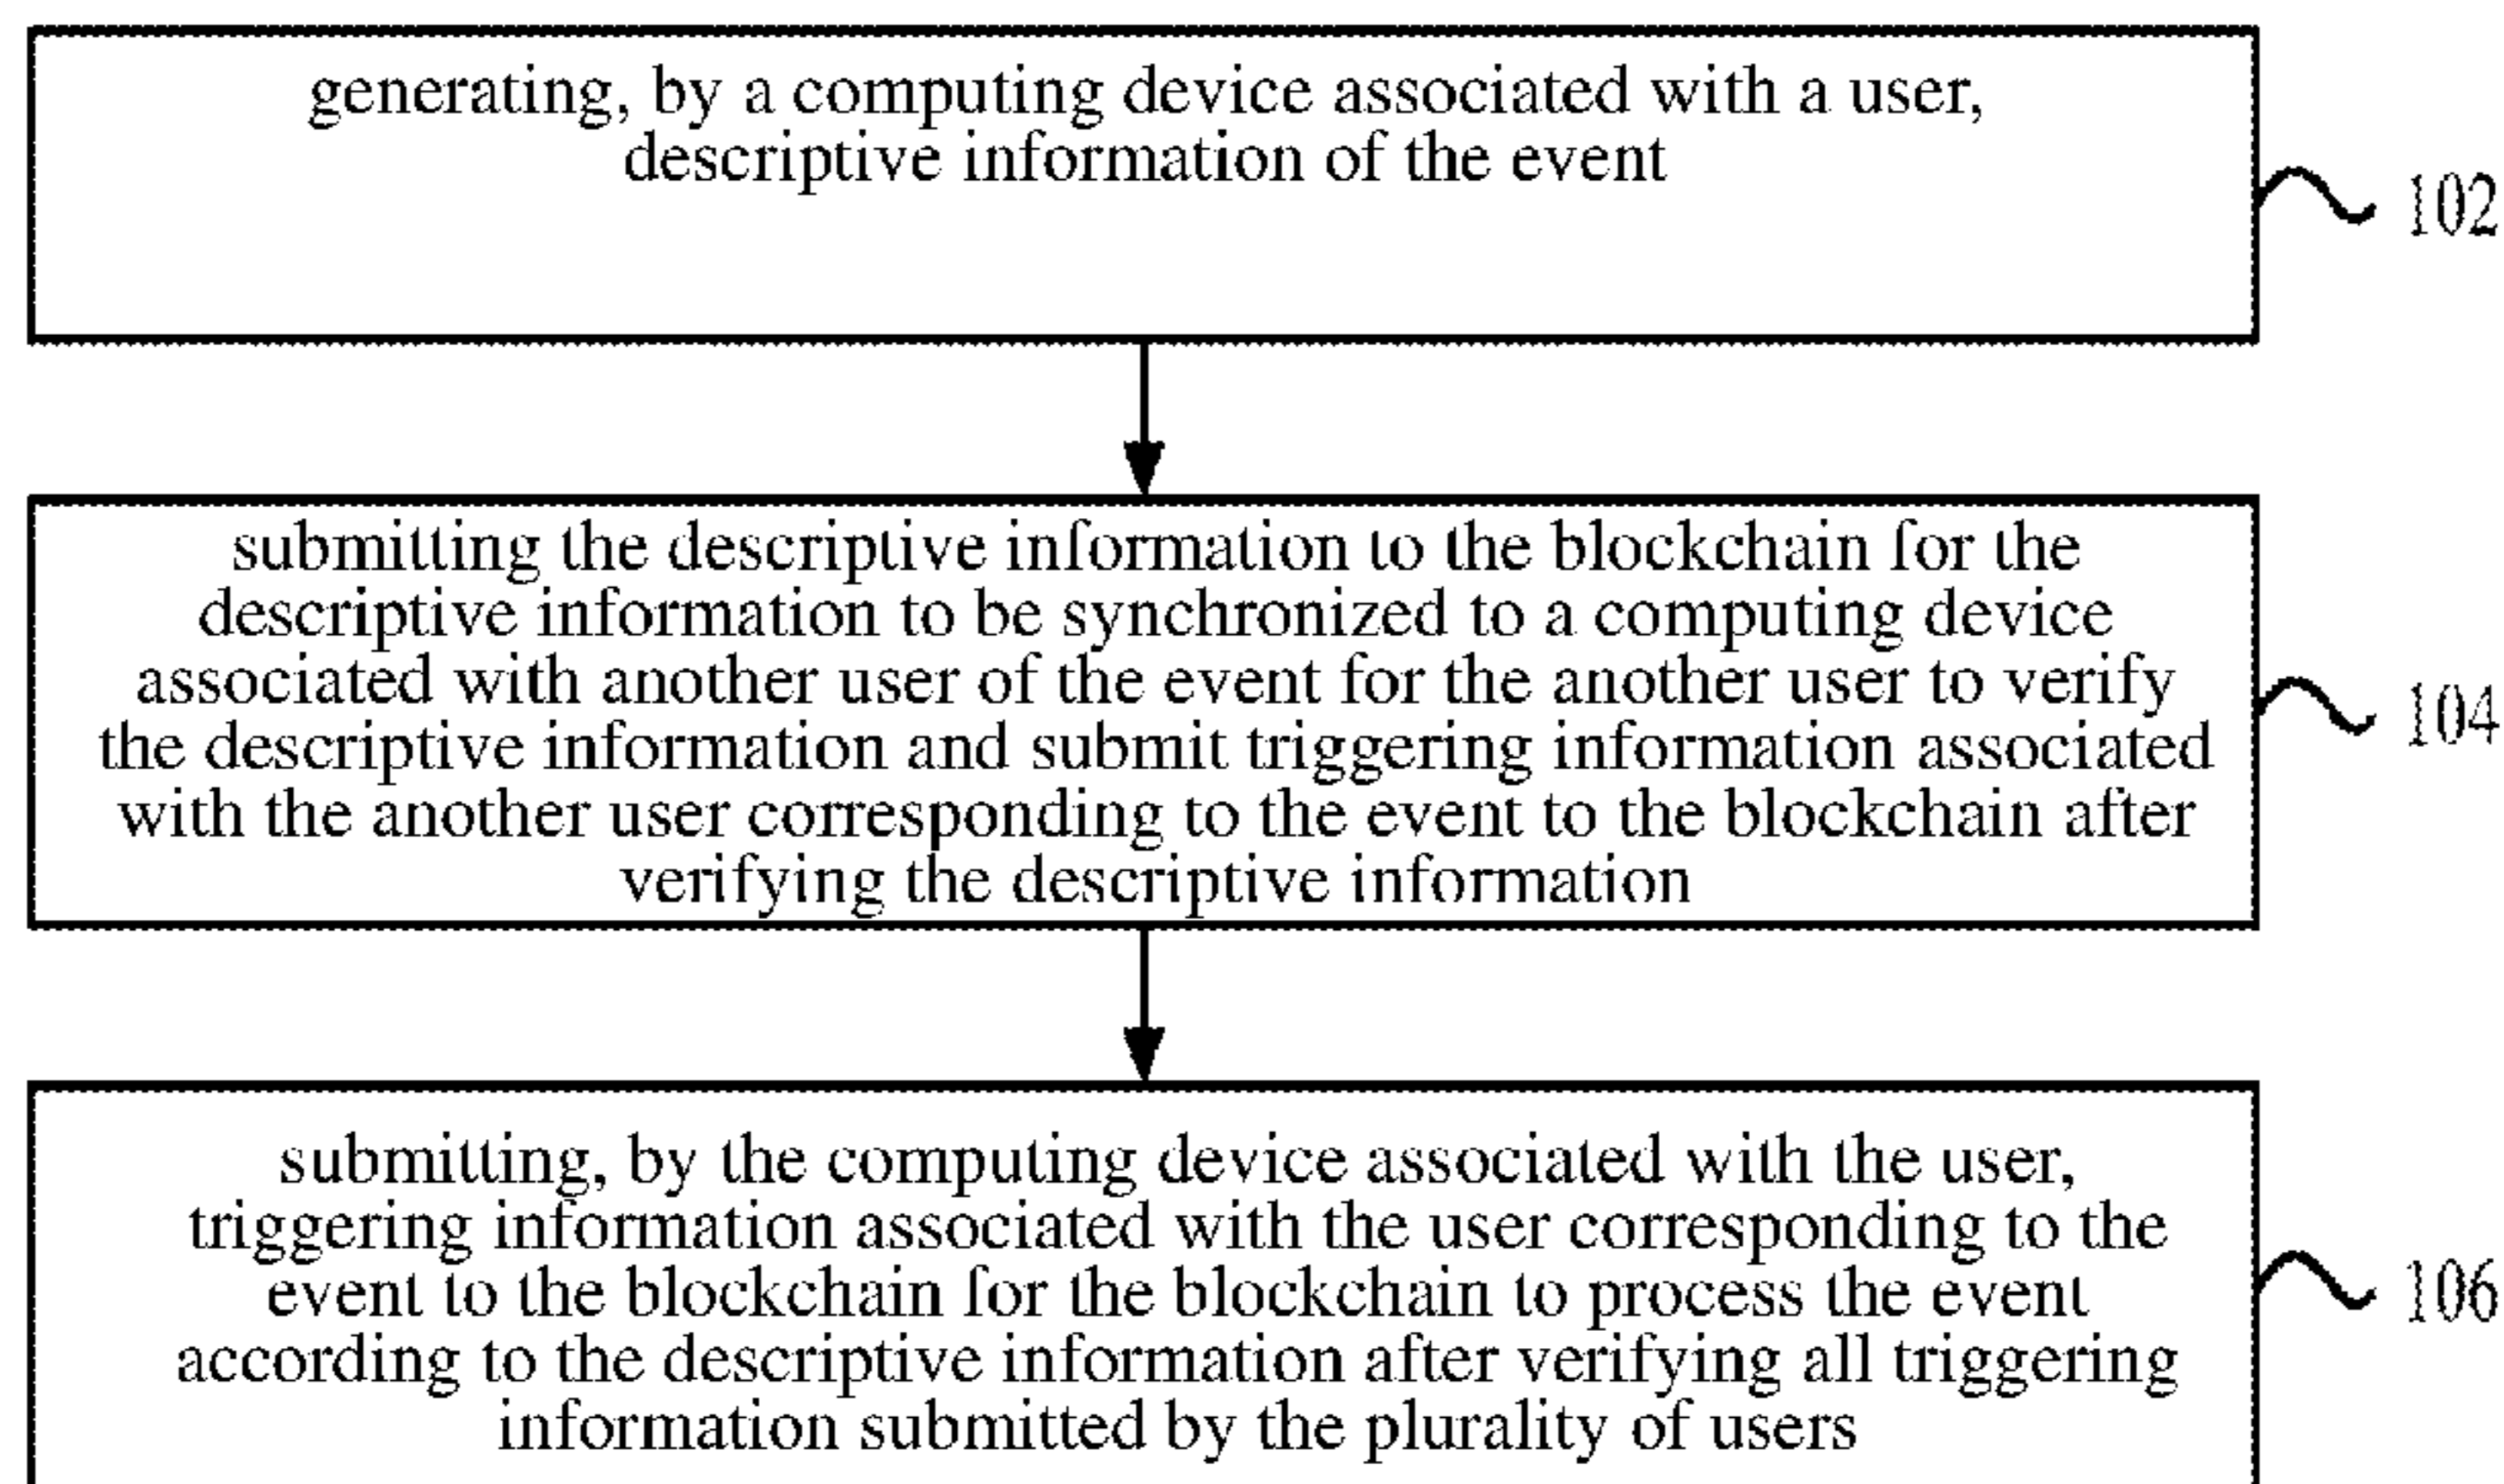 generating, by a computing device associated with a user,
descriptive information of the event
102
submitting the descriptive information to the blockchain for the
descriptive information to be synchronized to a computing device
associated with another user of the event for the another user to verify
the descriptive information and submit triggering information associated
with the another user corresponding to the event to the blockchain after
verifying the descriptive information
104
submitting, by the computing device associated with the user,
triggering information associated with the user corresponding to the
event to the blockchain for the blockchain to process the event
according to the descriptive information after verifying all triggering
information submitted by the plurality of users
106